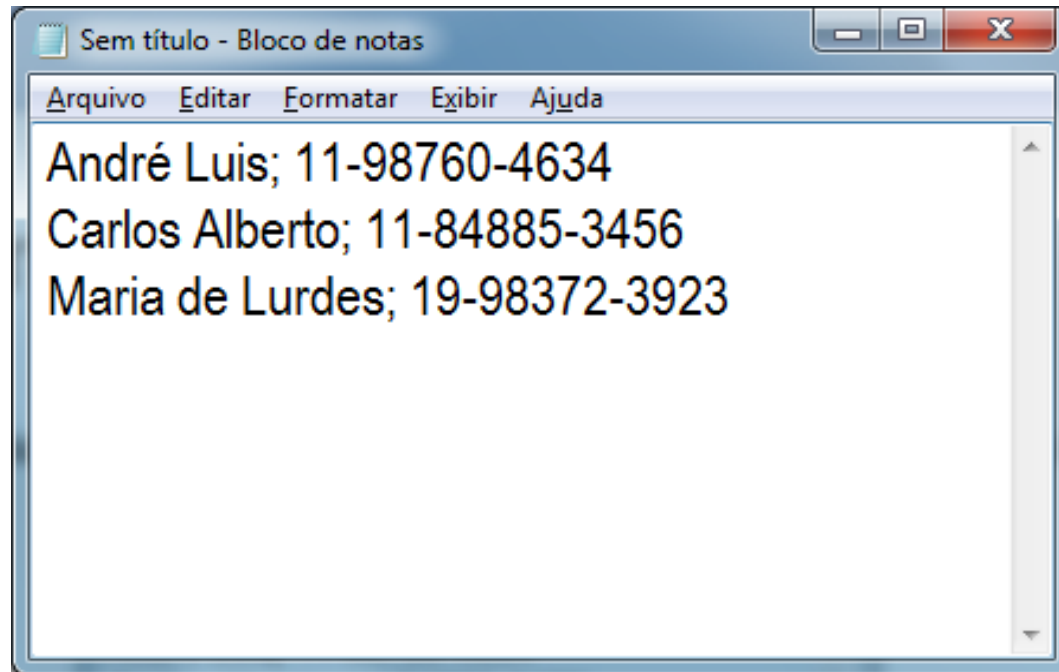 Sem título - Bloco de notas
Arquivo Editar Formatar Exibir Ajuda
André Luis; 11-98760-4634
Carlos Alberto; 11-84885-3456
Maria de Lurdes; 19-98372-3923